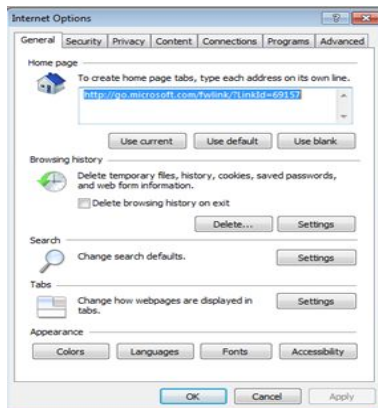 Internet Options
General Security Privacy Content Connections Programs Advanced
Home page
To create home page tabs, type each address on its own line.
http://go.microsoft.com/fwlink/?LinkId=69157
Use current Use default Use blank
Browsing history
Delete temporary files, history, cookies, saved passwords,
and web form information.
Delete browsing history on exit
Delete... Settings
Search
Change search defaults. Settings
Tabs
Change how webpages are displayed in Settings
tabs.
Appearance
Colors Languages Fonts Accessibility
OK Cancel Apply